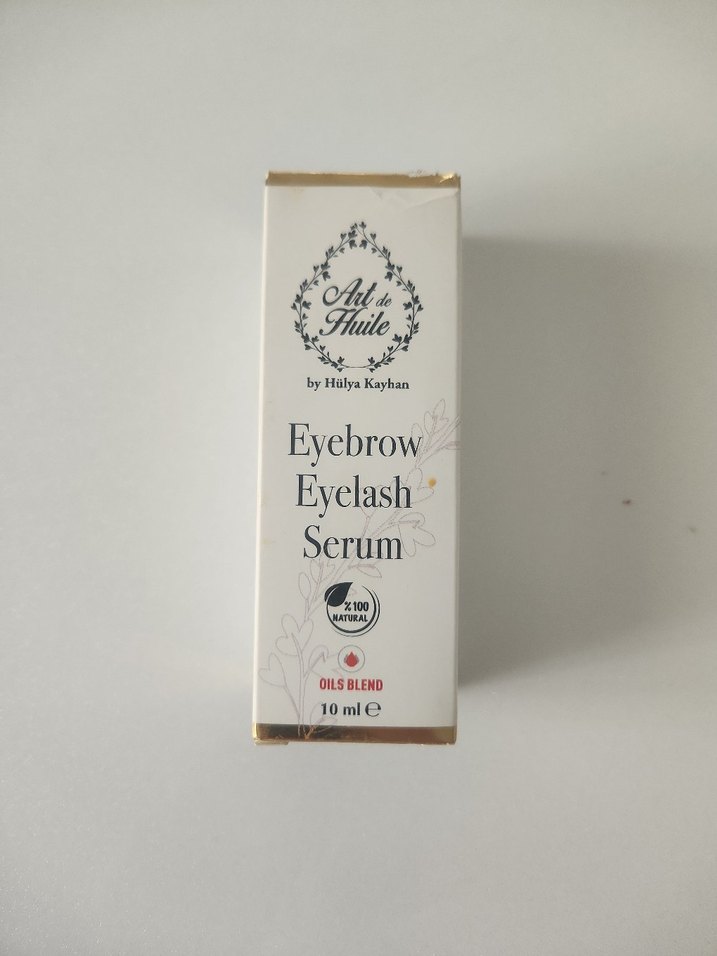 Art de
Huile
by Hülya Kayhan
Eyebrow
Eyelash
Serum
%100
NATURAL
OILS BLEND
10 ml ℮